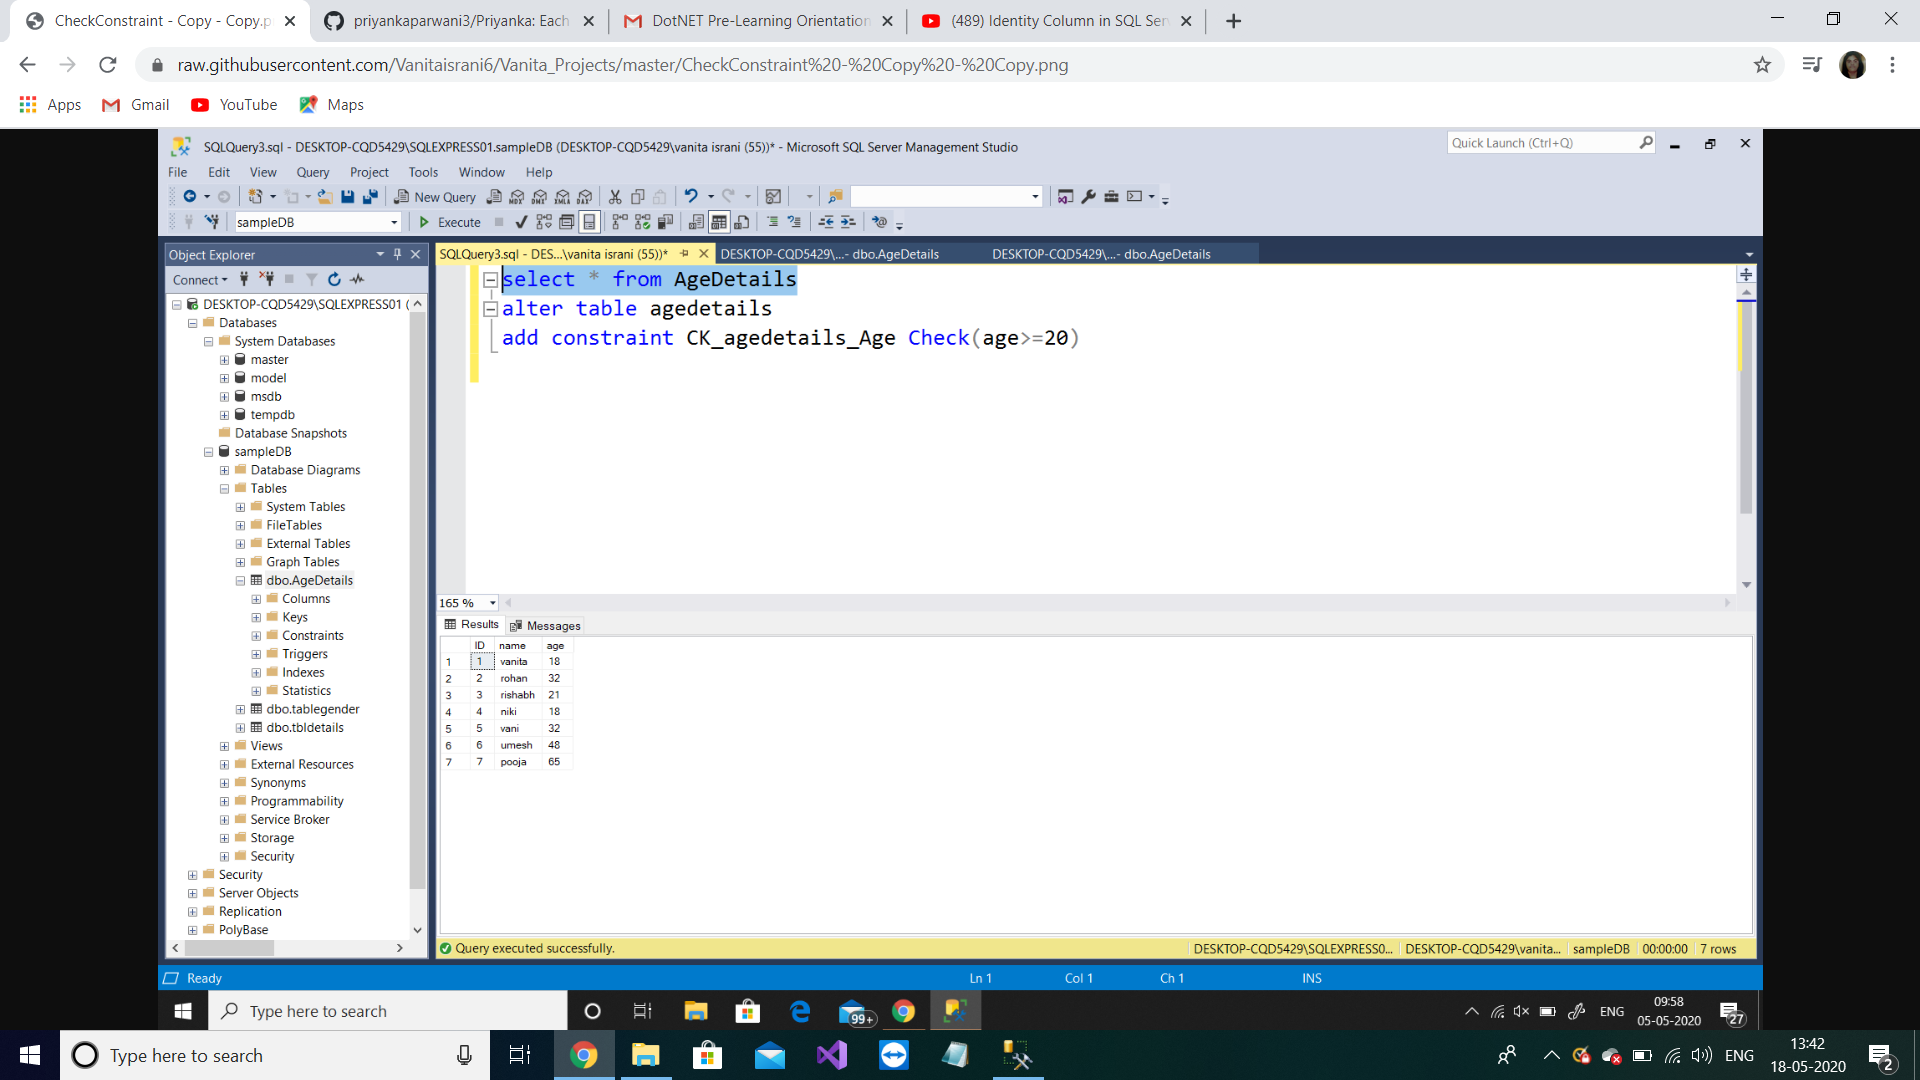 CheckConstraint - Copy - Copy.p
priyankaparwani3/Priyanka: Each
DotNET Pre-Learning Orientation
(489) Identity Column in SQL Ser
raw.githubusercontent.com/Vanitaisrani6/Vanita_Projects/master/CheckConstraint%20-%20Copy%20-%20Copy.png
Apps Gmail YouTube Maps
SQLQuery3.sql - DESKTOP-CQD5429\SQLEXPRESS01.sampleDB (DESKTOP-CQD5429\vanita israni (55))* - Microsoft SQL Server Management Studio
Quick Launch (Ctrl+Q)
File Edit View Query Project Tools Window Help
New Query
MDX DMX XMLA DAX
sampleDB
Execute
Object Explorer
SQLQuery3.sql - DES...\vanita israni (55))*
DESKTOP-CQD5429\...- dbo.AgeDetails
DESKTOP-CQD5429\...- dbo.AgeDetails
Connect
DESKTOP-CQD5429\SQLEXPRESS01 (
Databases
System Databases
master
model
msdb
tempdb
Database Snapshots
sampleDB
Database Diagrams
Tables
System Tables
FileTables
External Tables
Graph Tables
dbo.AgeDetails
Columns
Keys
Constraints
Triggers
Indexes
Statistics
dbo.tablegender
dbo.tbldetails
Views
External Resources
Synonyms
Programmability
Service Broker
Storage
Security
Security
Server Objects
Replication
PolyBase
select * from AgeDetails
alter table agedetails
add constraint CK_agedetails_Age Check(age>=20)
165 %
Results Messages
ID name age
1 1 vanita 18
2 2 rohan 32
3 3 rishabh 21
4 4 niki 18
5 5 vani 32
6 6 umesh 48
7 7 pooja 65
Query executed successfully.
DESKTOP-CQD5429\SQLEXPRESS0... DESKTOP-CQD5429\vanita... sampleDB 00:00:00 7 rows
Ready
Ln 1 Col 1 Ch 1 INS
Type here to search
99+
ENG
09:58
05-05-2020
27
Type here to search
ENG
13:42
18-05-2020
2